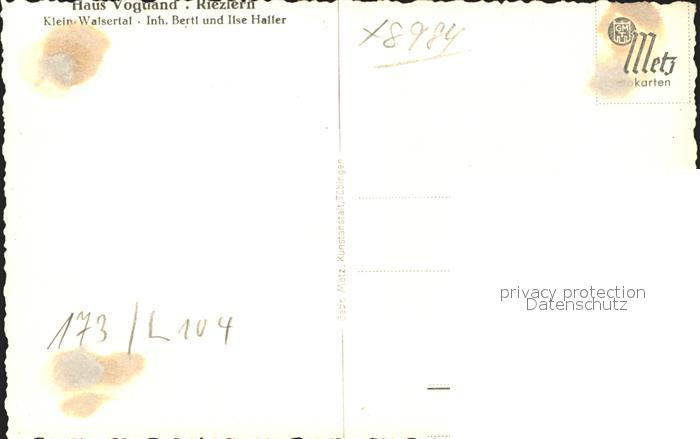 Haus Vogtland · Riezlern
Klein-Walsertal · Inh. Bertl und Ilse Haller
X8984
Metz
karten
Gebr. Metz, Kunstanstalt, Tübingen
privacy protection
Datenschutz
173/L104